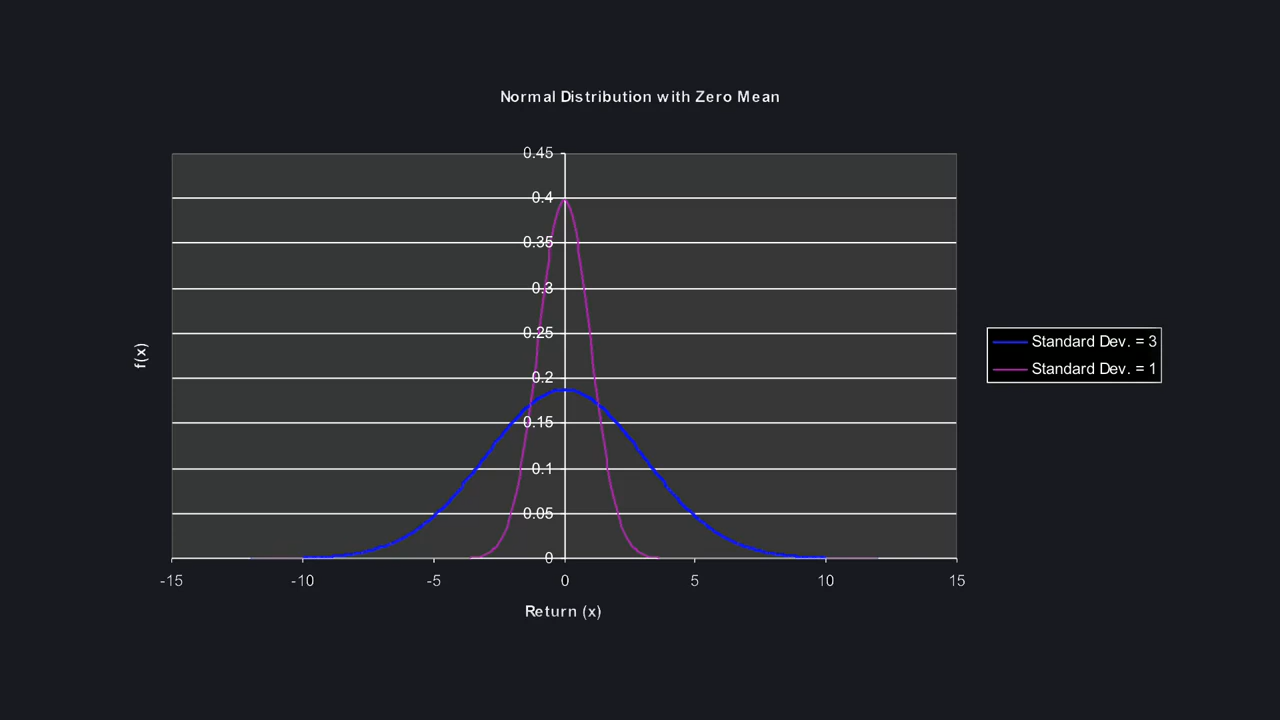 Normal Distribution with Zero Mean
0.45
0.4
0.35
0.3
0.25
0.2
0.15
0.1
0.05
0
f(x)
-15 -10 -5 0 5 10 15
Return (x)
Standard Dev. = 3
Standard Dev. = 1